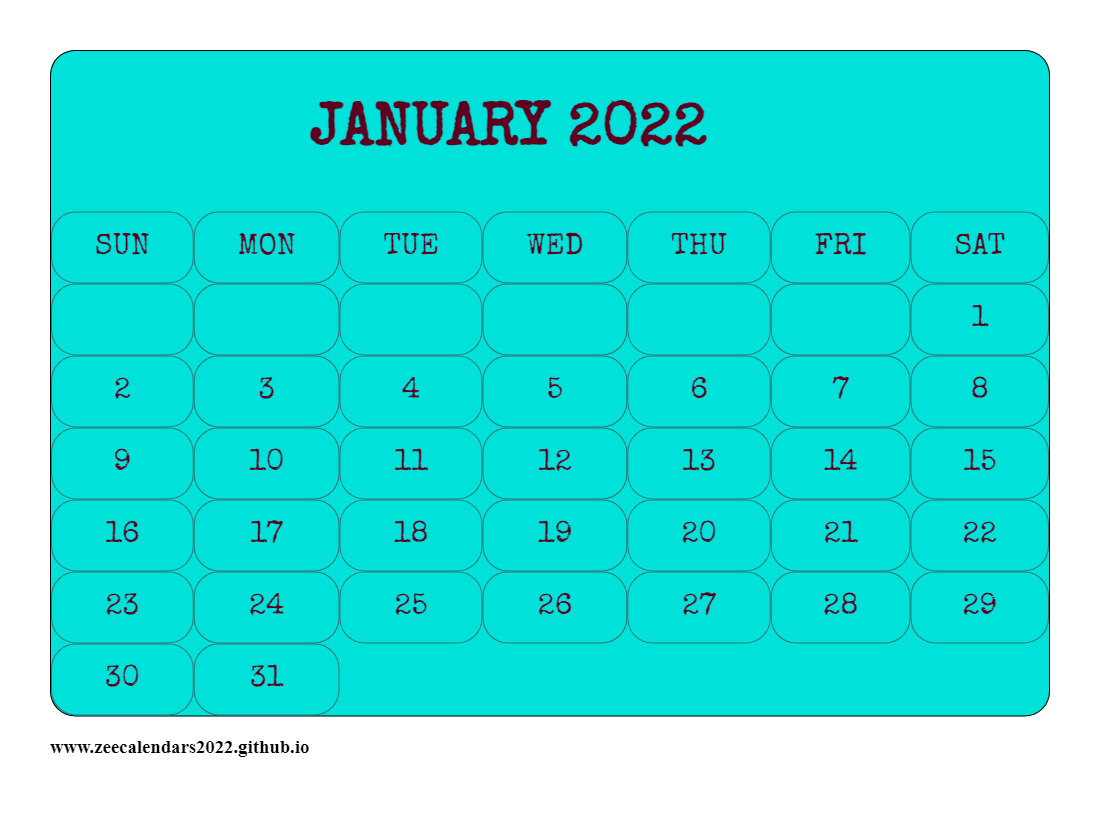 JANUARY 2022
SUN MON TUE WED THU FRI SAT
1
2 3 4 5 6 7 8
9 10 11 12 13 14 15
16 17 18 19 20 21 22
23 24 25 26 27 28 29
30 31
www.zeecalendars2022.github.io